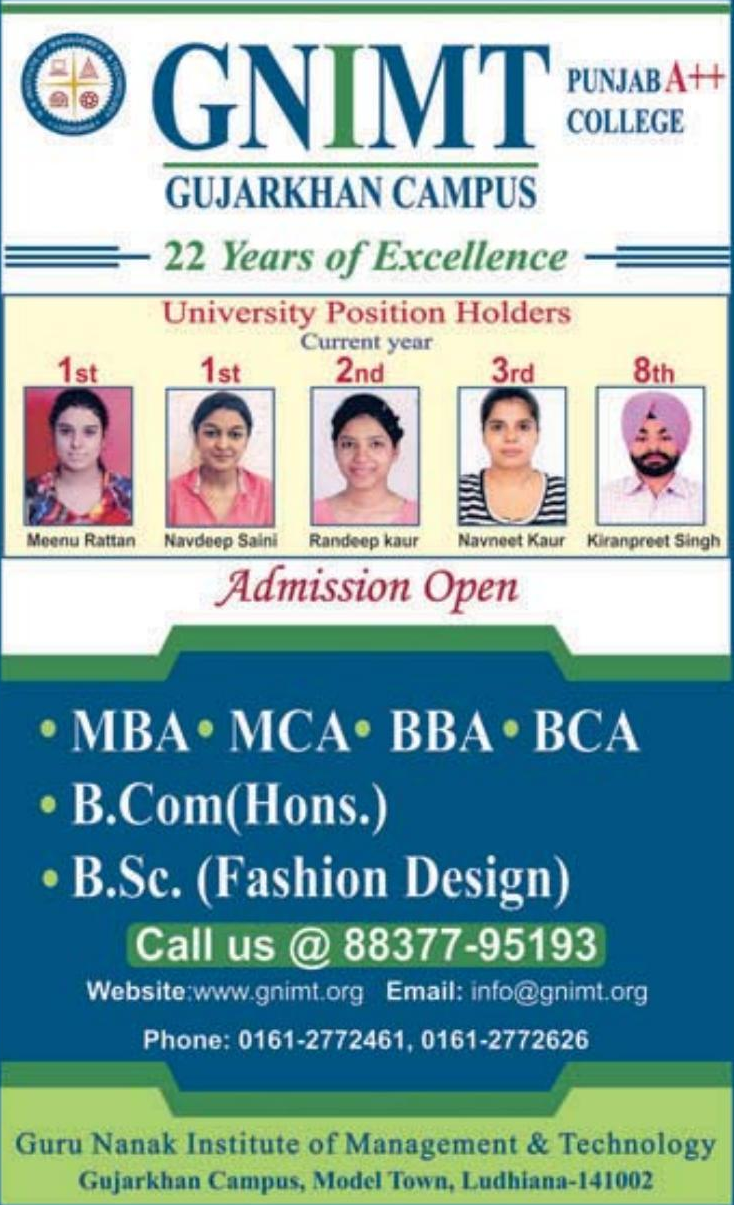 GNIMT
PUNJAB A++
COLLEGE
GUJARKHAN CAMPUS
22 Years of Excellence
University Position Holders
Current year
1st 1st 2nd 3rd 8th
Meenu Rattan Navdeep Saini Randeep kaur Navneet Kaur Kiranpreet Singh
Admission Open
• MBA • MCA • BBA • BCA
• B.Com(Hons.)
• B.Sc. (Fashion Design)
Call us @ 88377-95193
Website:www.gnimt.org Email: info@gnimt.org
Phone: 0161-2772461, 0161-2772626
Guru Nanak Institute of Management & Technology
Gujarkhan Campus, Model Town, Ludhiana-141002